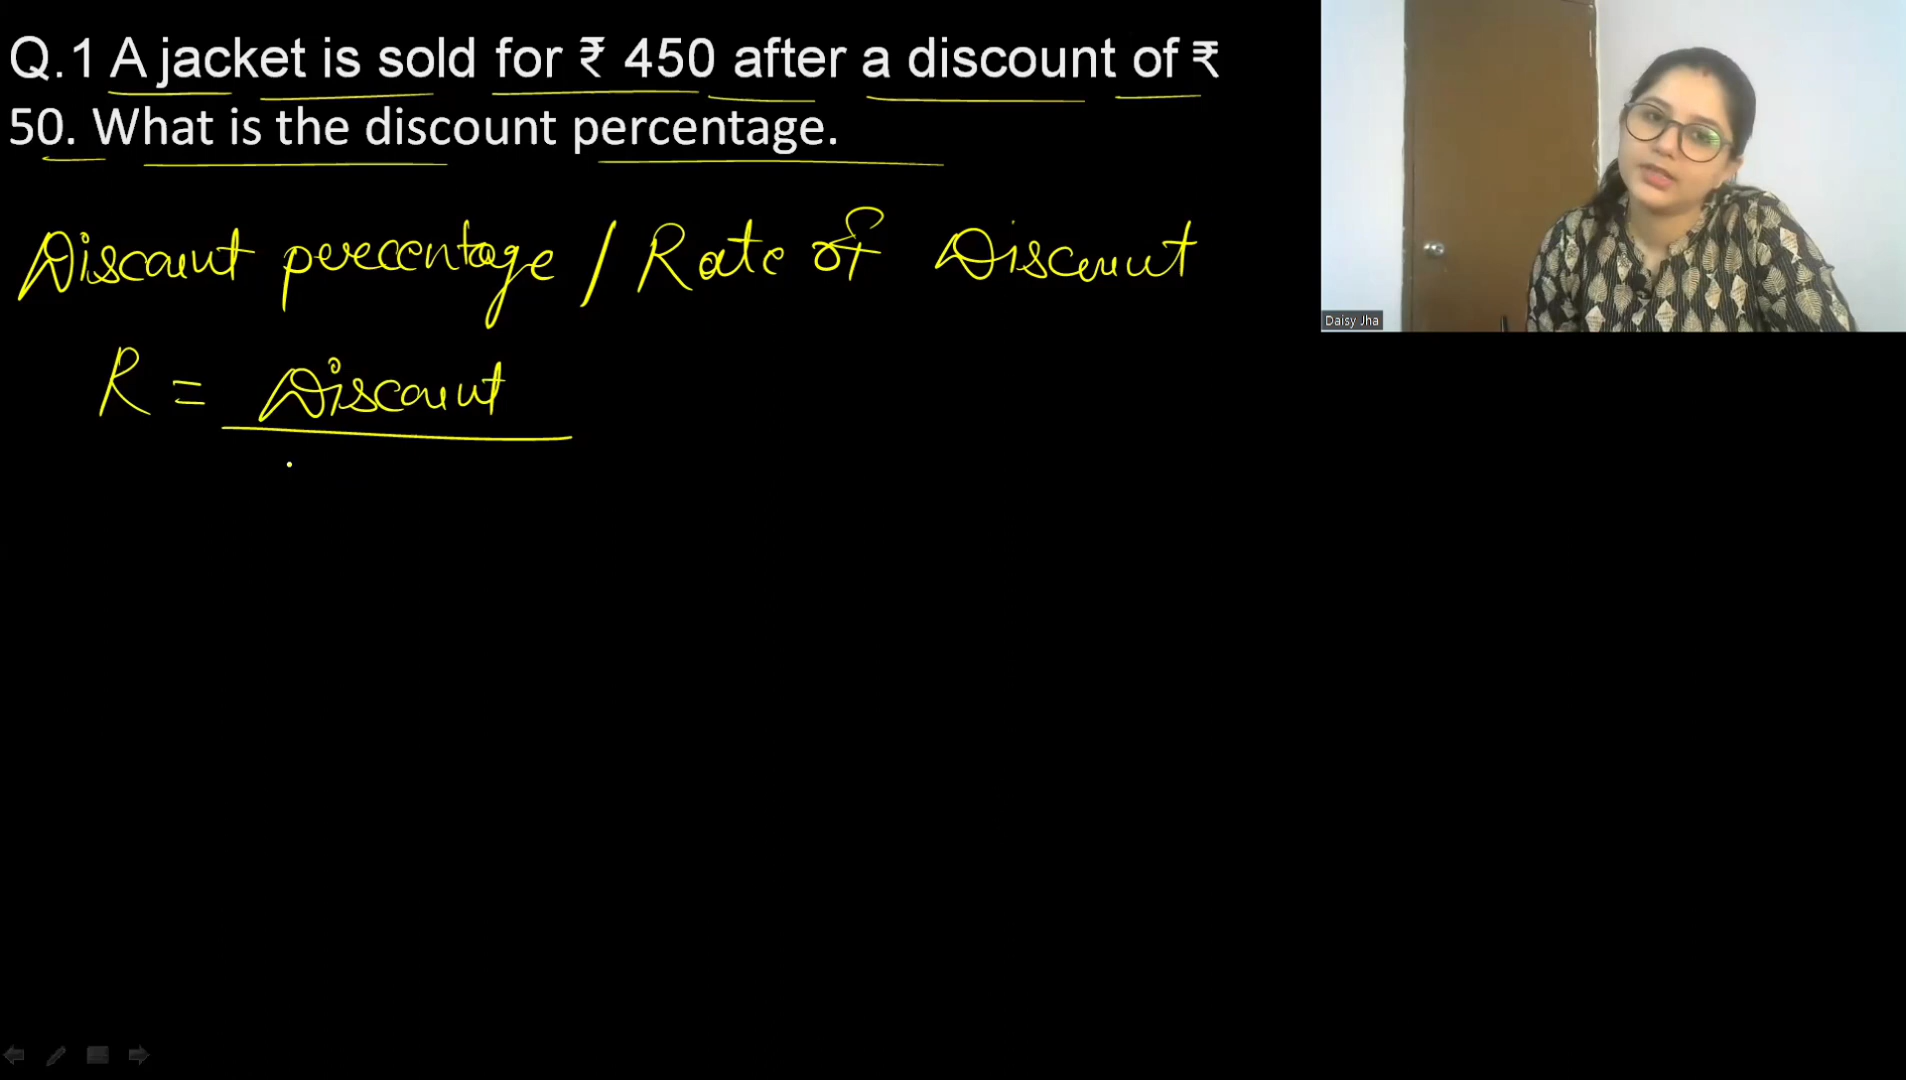 Q.1 A jacket is sold for ₹ 450 after a discount of ₹
50. What is the discount percentage.
Discount percentage / Rate of Discount
R = Discount
Daisy Jha